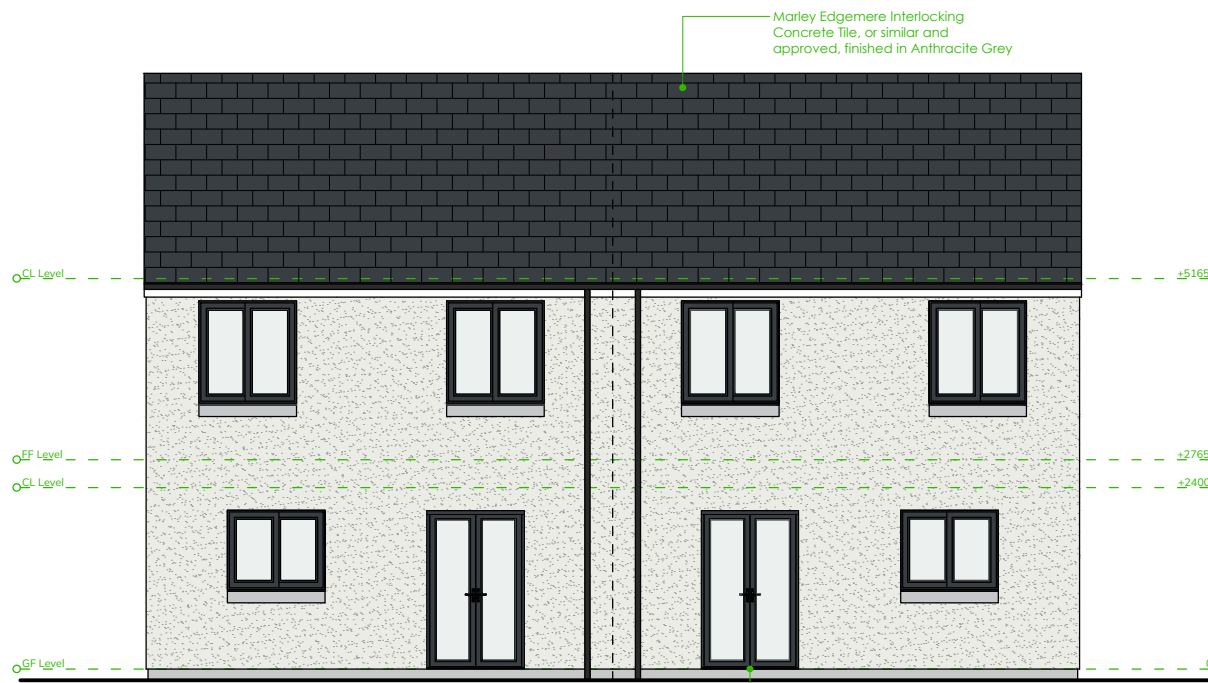 Marley Edgemere Interlocking
Concrete Tile, or similar and
approved, finished in Anthracite Grey
CL Level
+5165
FF Level
+2765
CL Level
+2400
GF Level